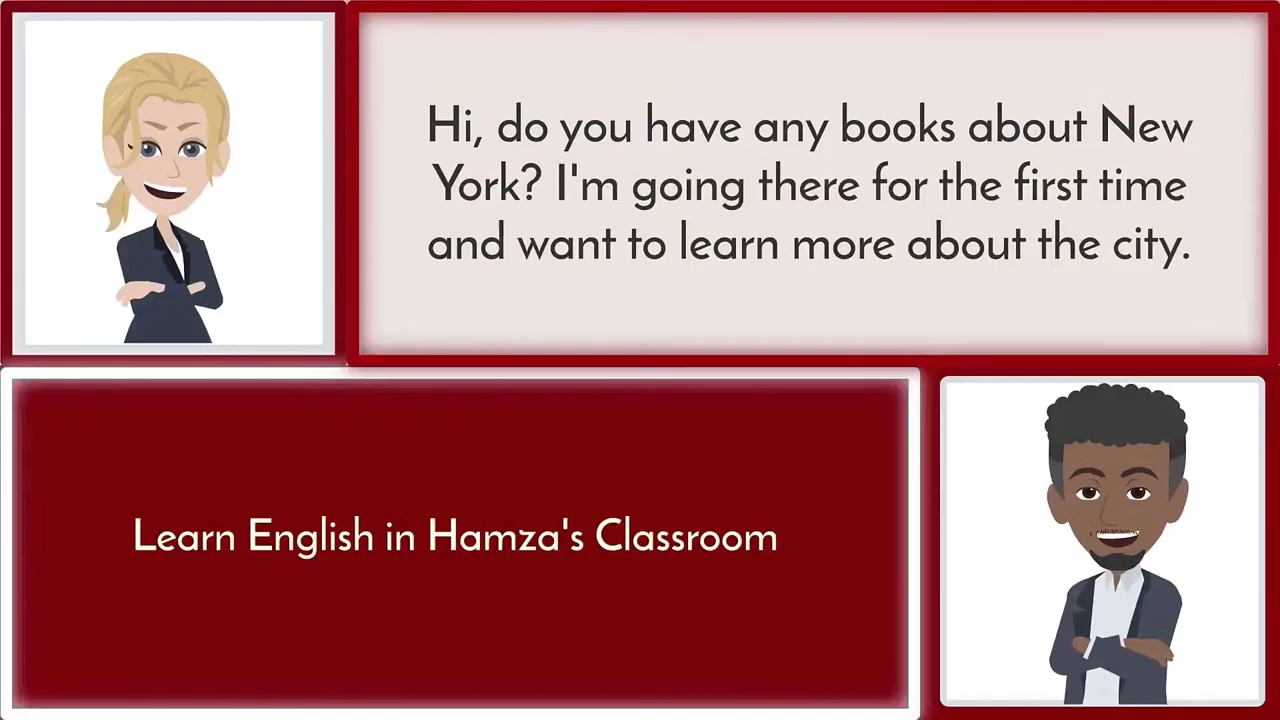 Hi, do you have any books about New
York? I'm going there for the first time
and want to learn more about the city.
Learn English in Hamza's Classroom